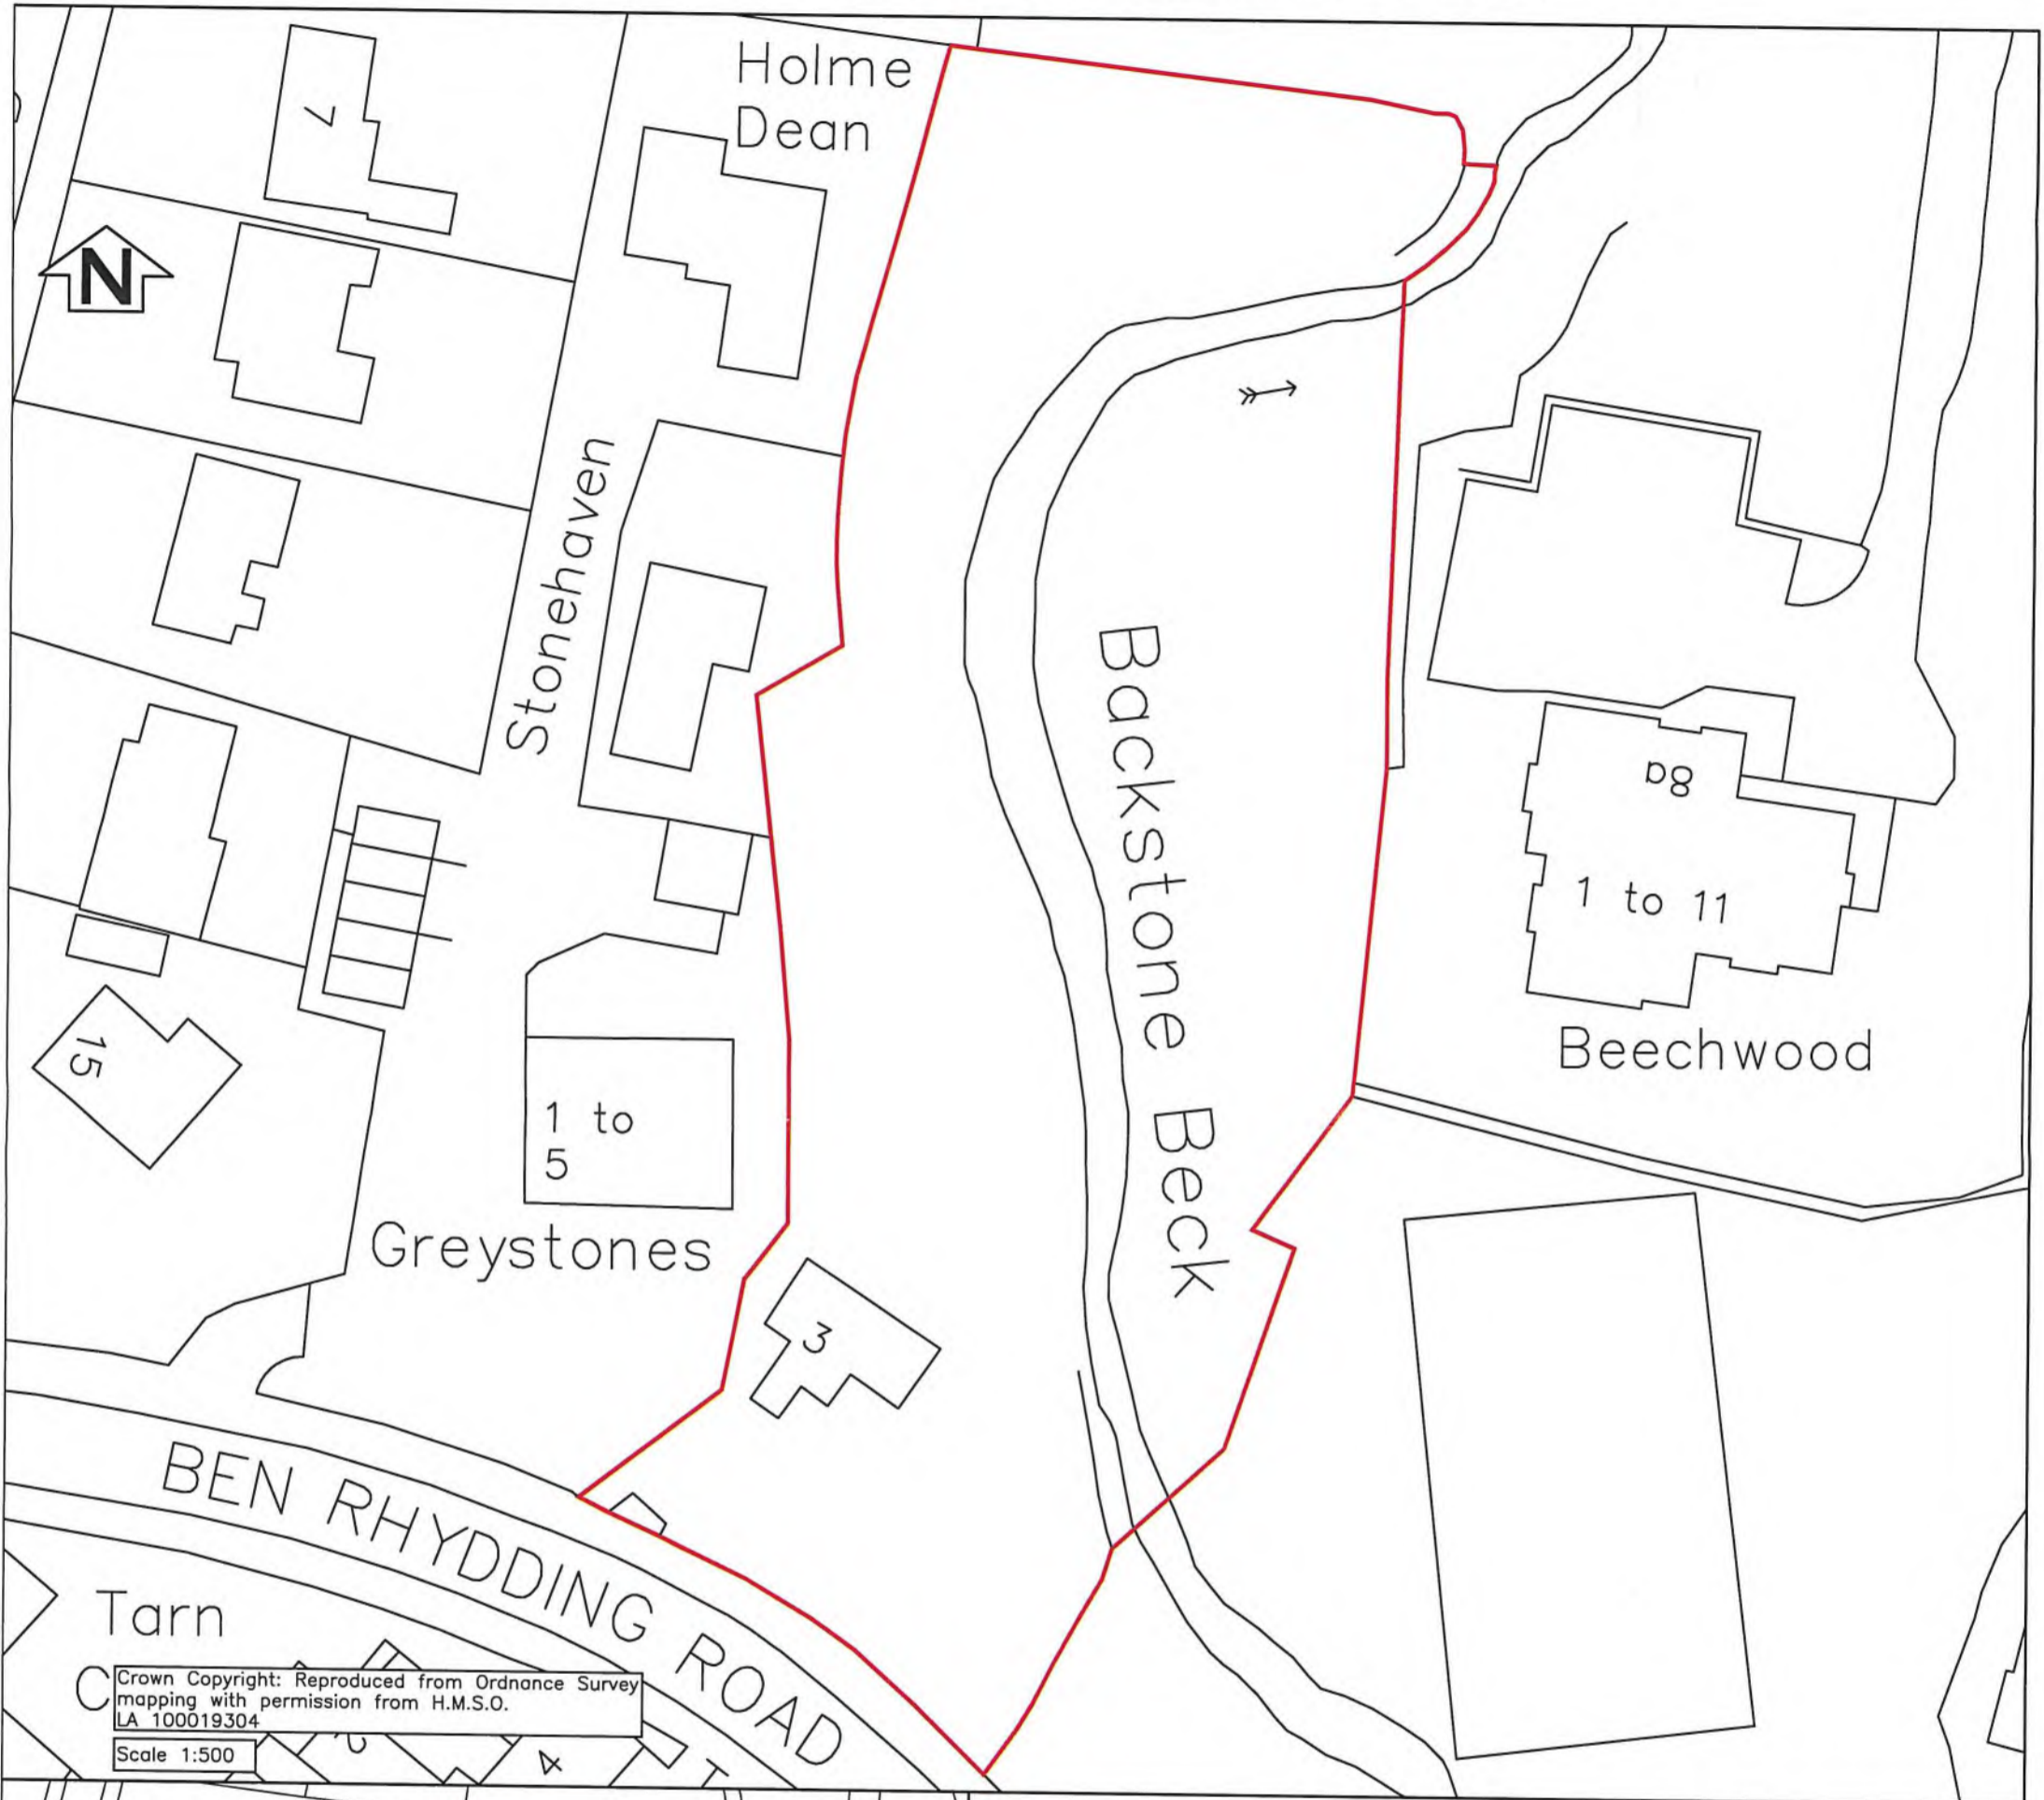 Holme
Dean
7
N
Stonehaven
Backstone Beck
8a
1 to 11
Beechwood
15
1 to
5
Greystones
3
BEN RHYDDING ROAD
Tarn
C
Crown Copyright: Reproduced from Ordnance Survey
mapping with permission from H.M.S.O.
LA 100019304
Scale 1:500
4